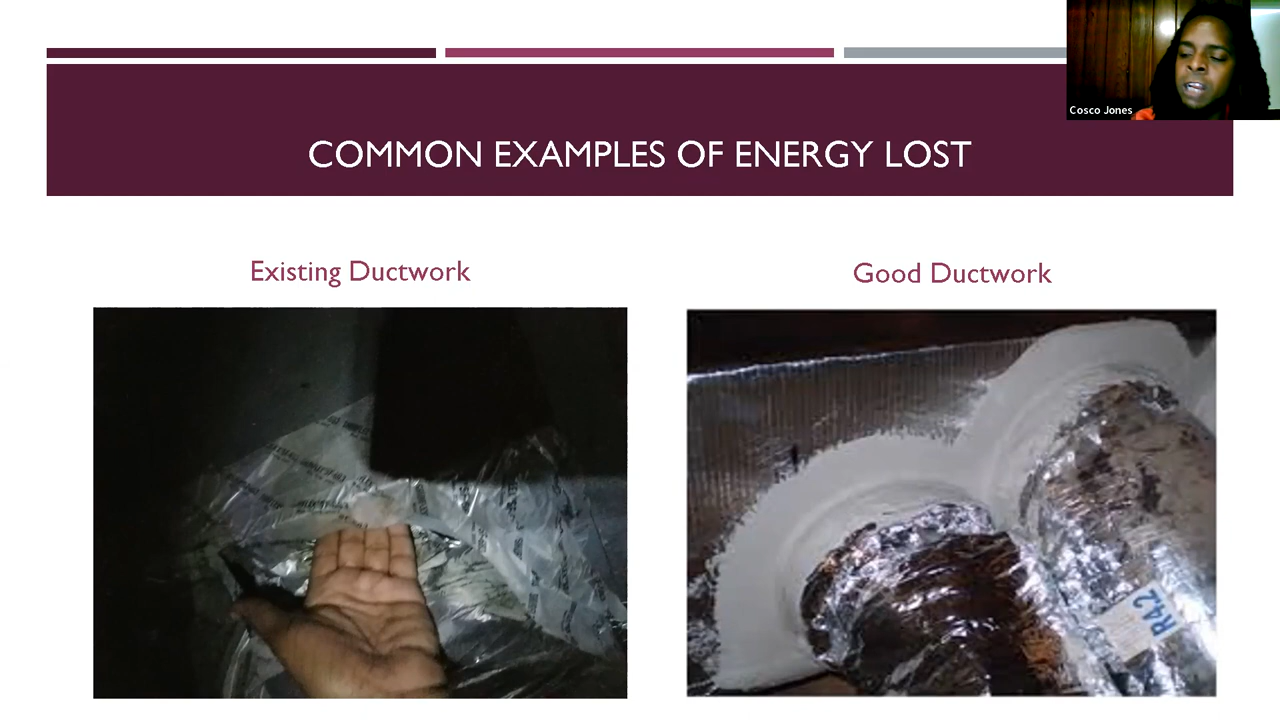 Cosco Jones
COMMON EXAMPLES OF ENERGY LOST
Existing Ductwork
Good Ductwork
R4.2